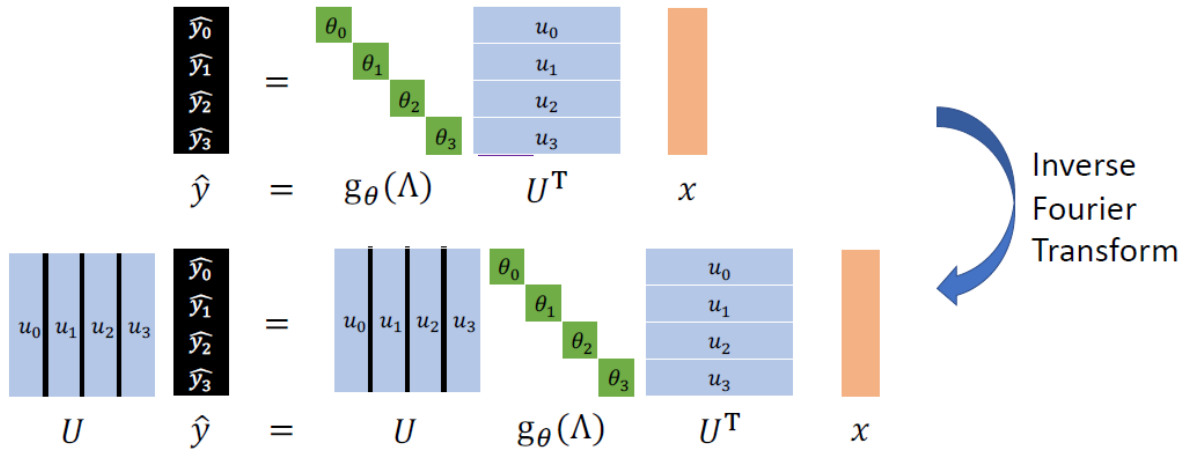 ŷ₀ = θ₀ u₀
ŷ₁ θ₁ u₁
ŷ₂ θ₂ u₂
ŷ₃ θ₃ u₃
ŷ = g_θ(Λ) Uᵀ x
Inverse
Fourier
Transform
u₀ u₁ u₂ u₃ ŷ₀ = u₀ u₁ u₂ u₃ θ₀ u₀
ŷ₁ θ₁ u₁
ŷ₂ θ₂ u₂
ŷ₃ θ₃ u₃
U ŷ = U g_θ(Λ) Uᵀ x